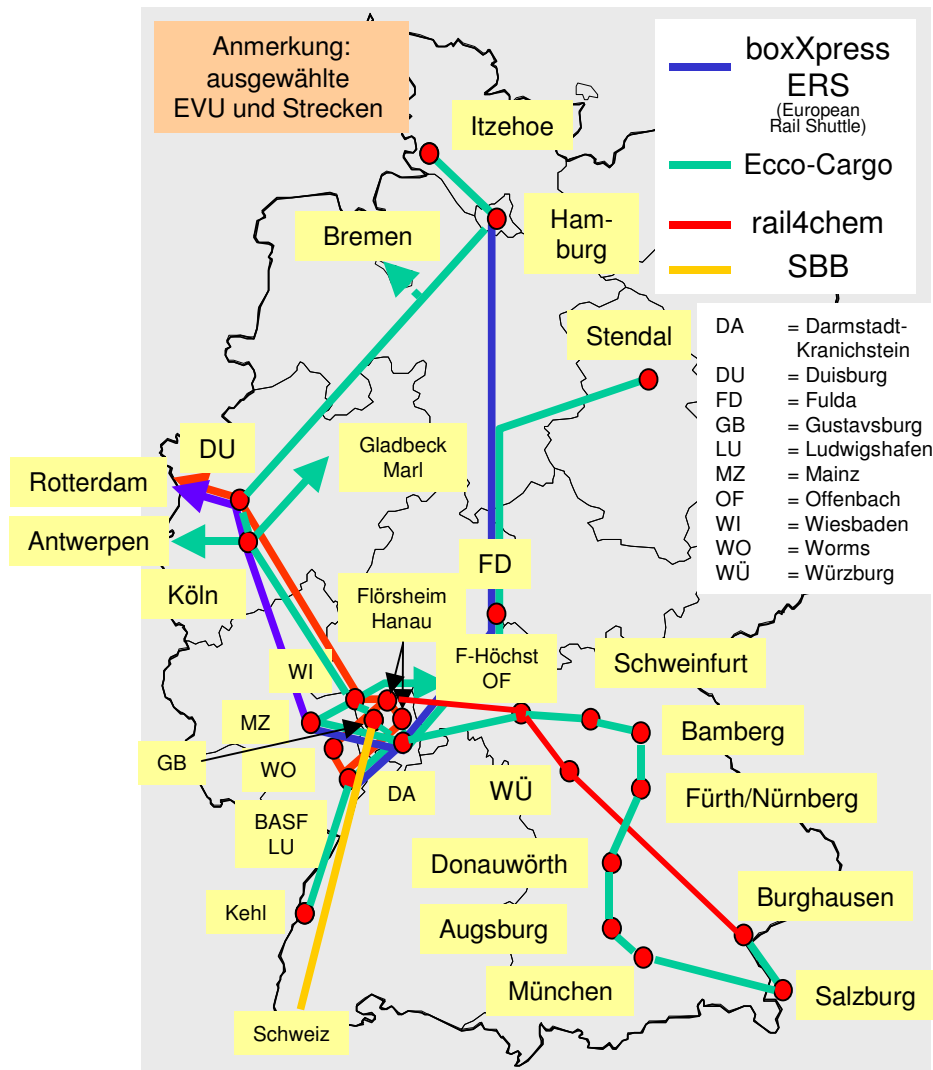 Anmerkung:
ausgewählte
EVU und Strecken
boxXpress
ERS
(European
Rail Shuttle)
Ecco-Cargo
rail4chem
SBB
DA = Darmstadt-
Kranichstein
DU = Duisburg
FD = Fulda
GB = Gustavsburg
LU = Ludwigshafen
MZ = Mainz
OF = Offenbach
WI = Wiesbaden
WO = Worms
WÜ = Würzburg
Itzehoe
Ham-
burg
Bremen
Stendal
DU
Gladbeck
Marl
Rotterdam
Antwerpen
Köln
FD
Flörsheim
Hanau
F-Höchst
OF
Schweinfurt
WI
MZ
Bamberg
GB
WO
DA
WÜ
Fürth/Nürnberg
BASF
LU
Donauwörth
Burghausen
Kehl
Augsburg
München
Salzburg
Schweiz